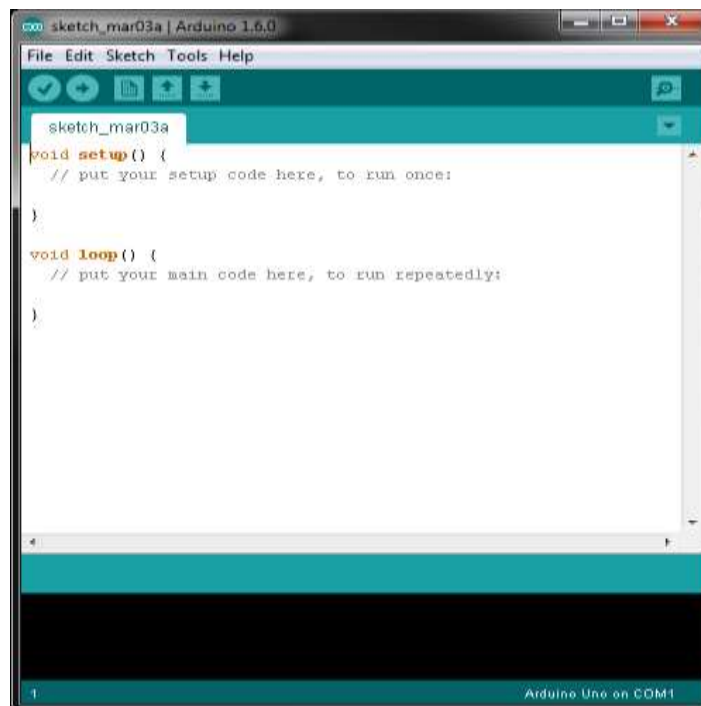 sketch_mar03a | Arduino 1.6.0
File Edit Sketch Tools Help
sketch_mar03a
void setup() {
  // put your setup code here, to run once:
}
void loop() {
  // put your main code here, to run repeatedly:
}
1
Arduino Uno on COM1